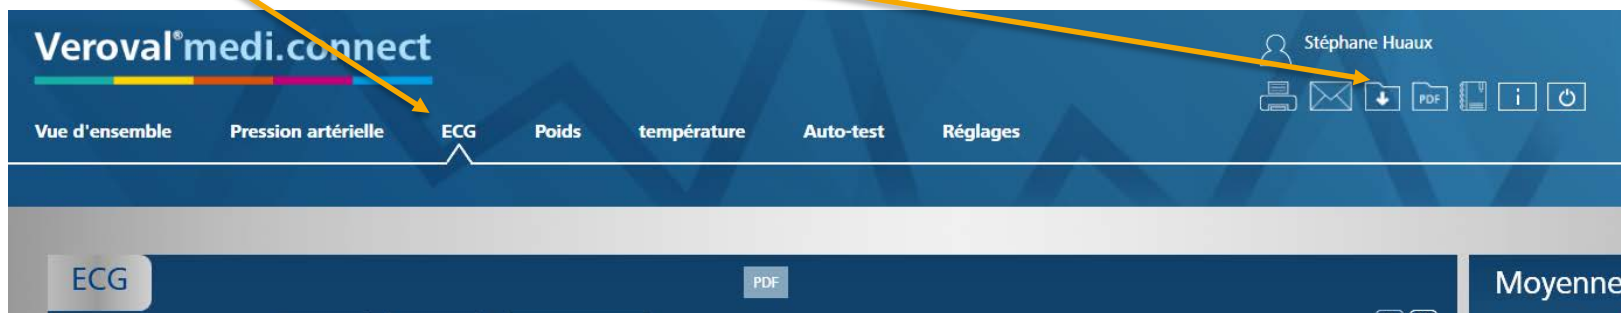 Veroval®medi.connect
Stéphane Huaux
PDF
i
Vue d'ensemble Pression artérielle ECG Poids température Auto-test Réglages
ECG
PDF
Moyenne